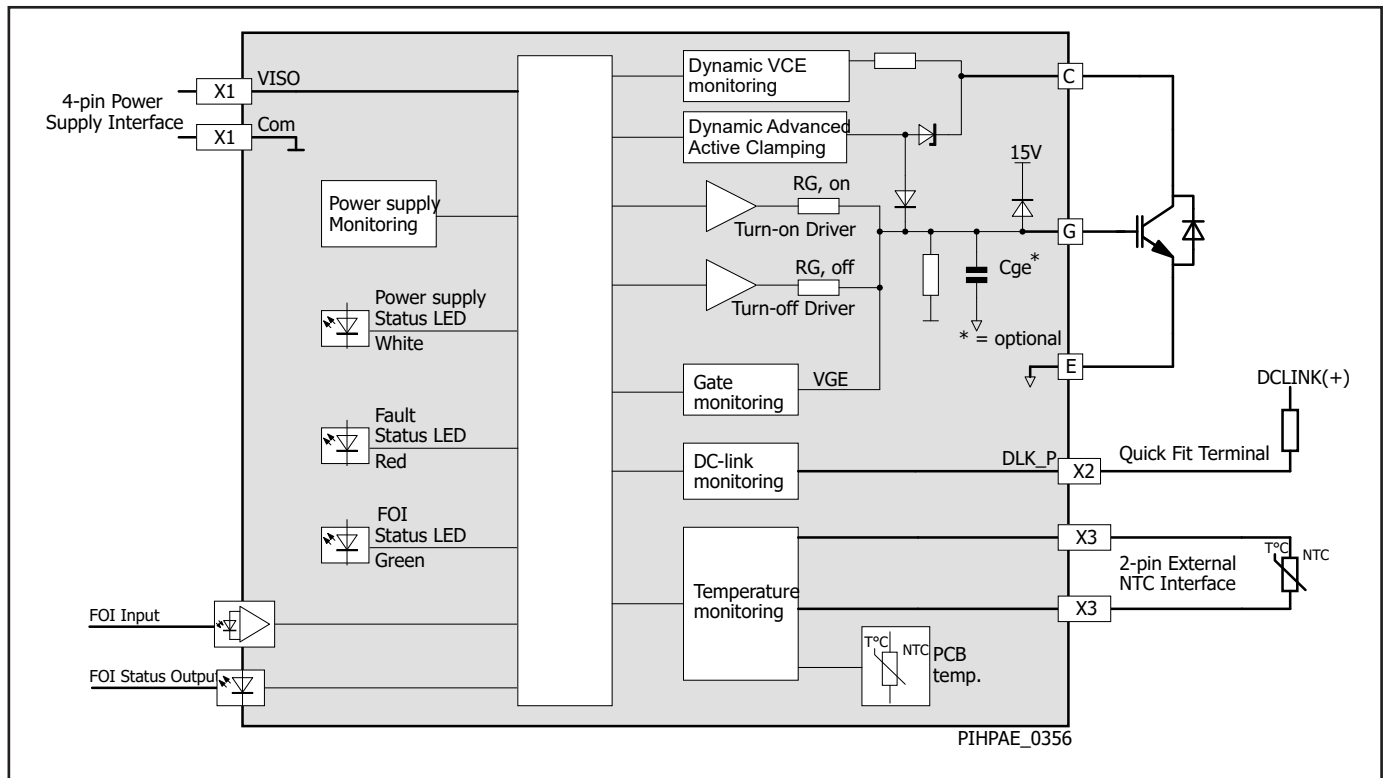 4-pin Power
Supply Interface
X1
VISO
X1
Com
Power supply
Monitoring
Power supply
Status LED
White
Fault
Status LED
Red
FOI
Status LED
Green
FOI Input
FOI Status Output
Dynamic VCE
monitoring
Dynamic Advanced
Active Clamping
RG, on
Turn-on Driver
RG, off
Turn-off Driver
15V
Cge*
* = optional
Gate
monitoring
VGE
DC-link
monitoring
DLK_P
Temperature
monitoring
T°C
NTC
PCB
temp.
C
G
E
X2
Quick Fit Terminal
DCLINK(+)
X3
X3
2-pin External
NTC Interface
T°C
NTC
PIHPAE_0356